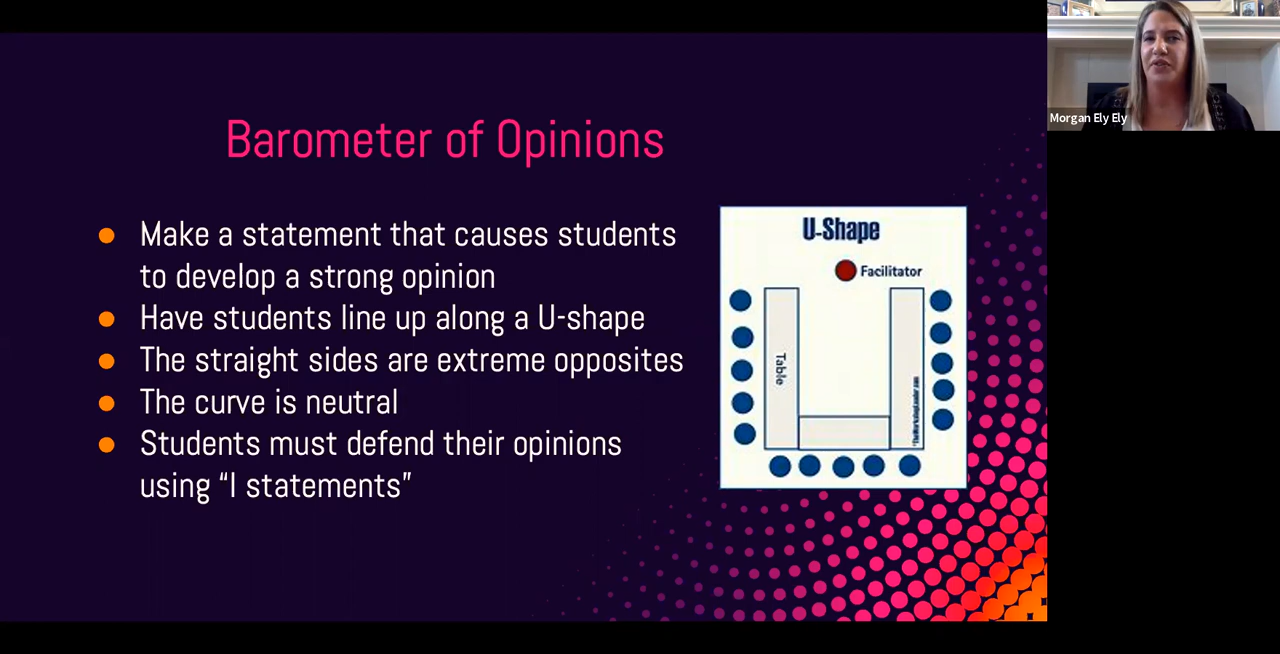 Barometer of Opinions
Make a statement that causes students
to develop a strong opinion
Have students line up along a U-shape
The straight sides are extreme opposites
The curve is neutral
Students must defend their opinions
using “I statements”
U-Shape
Facilitator
Table
Morgan Ely Ely